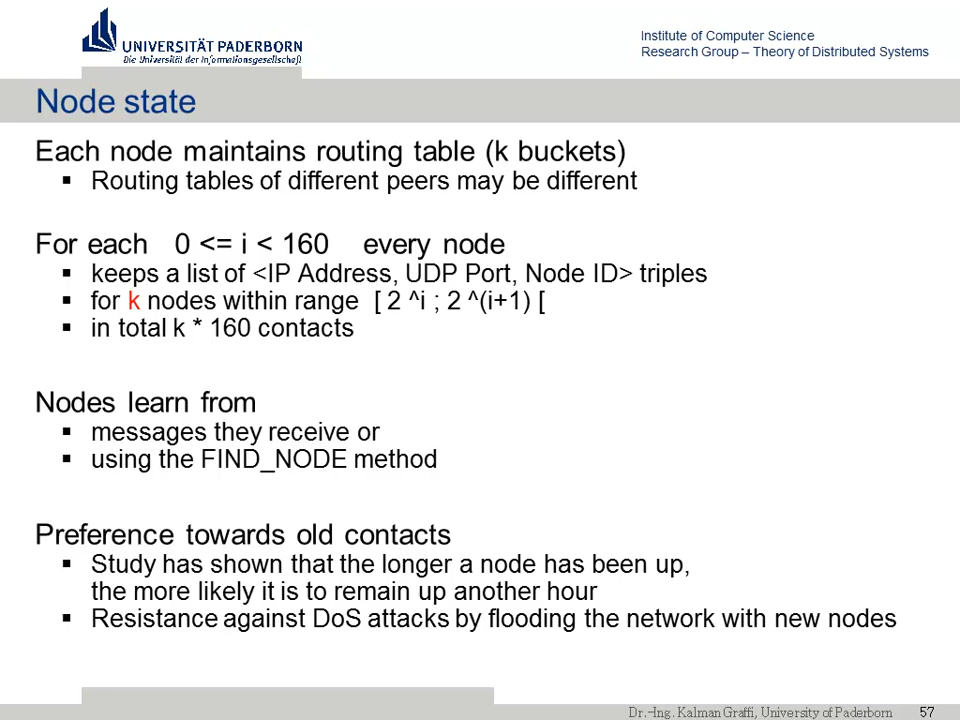 UNIVERSITÄT PADERBORN
Die Universität der Informationsgesellschaft
Institute of Computer Science
Research Group – Theory of Distributed Systems
Node state
Each node maintains routing table (k buckets)
▪ Routing tables of different peers may be different
For each 0 <= i < 160 every node
▪ keeps a list of <IP Address, UDP Port, Node ID> triples
▪ for k nodes within range [ 2 ^i ; 2 ^(i+1) [
▪ in total k * 160 contacts
Nodes learn from
▪ messages they receive or
▪ using the FIND_NODE method
Preference towards old contacts
▪ Study has shown that the longer a node has been up,
the more likely it is to remain up another hour
▪ Resistance against DoS attacks by flooding the network with new nodes
Dr.-Ing. Kalman Graffi, University of Paderborn 57